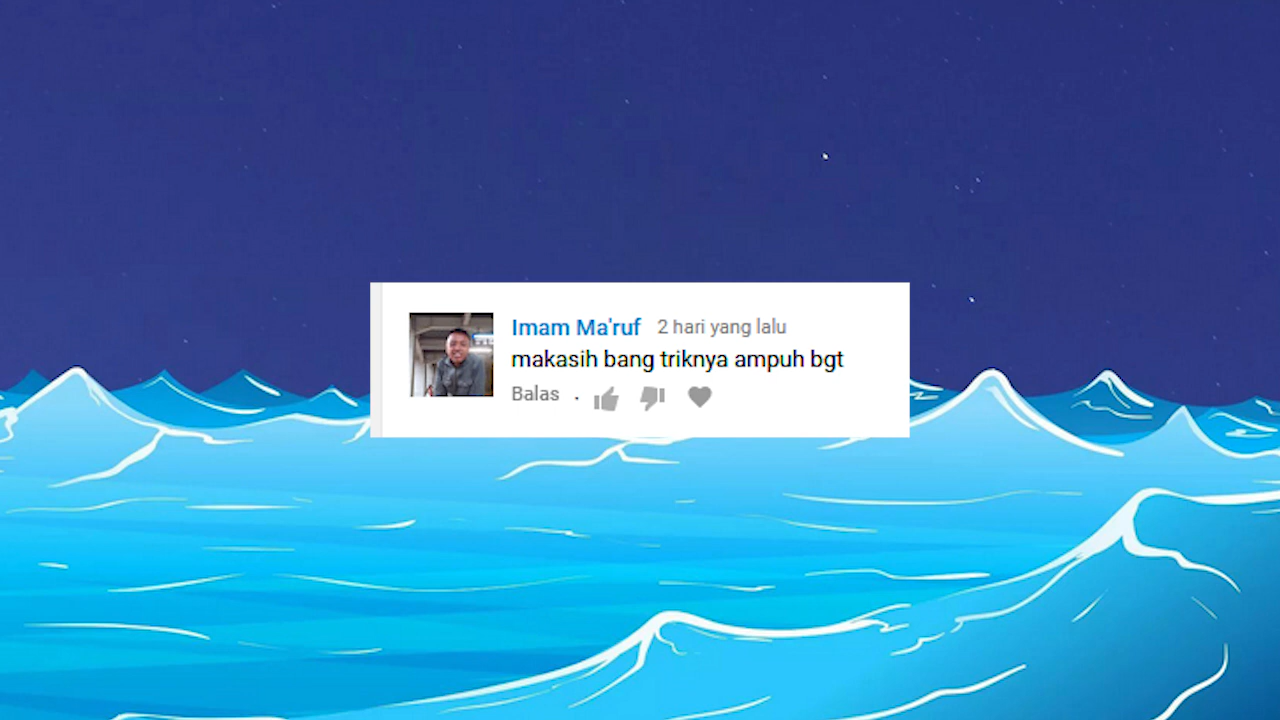 Imam Ma'ruf 2 hari yang lalu
makasih bang triknya ampuh bgt
Balas .